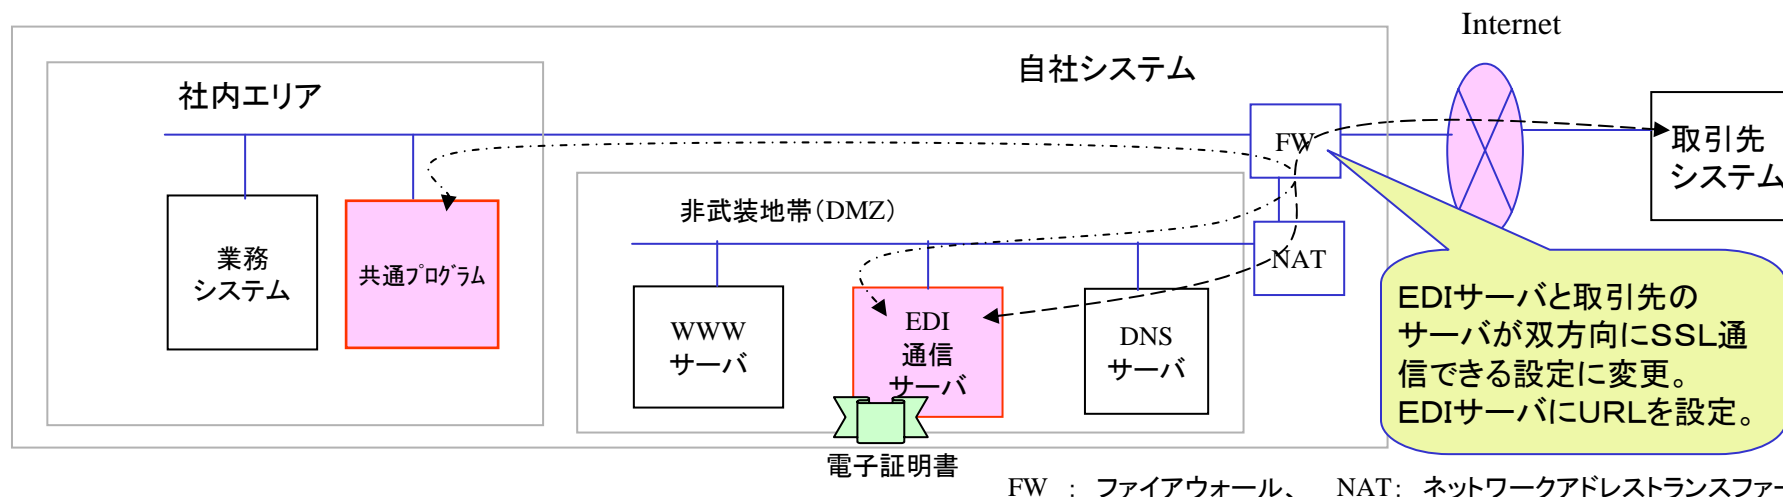 Internet
自社システム
社内エリア
FW
取引先
システム
非武装地帯(DMZ)
業務
システム
共通プログラム
NAT
WWW
サーバ
EDI
通信
サーバ
DNS
サーバ
EDIサーバと取引先の
サーバが双方向にSSL通
信できる設定に変更。
EDIサーバにURLを設定。
電子証明書
FW : ファイアウォール、 NAT: ネットワークアドレストランスファー